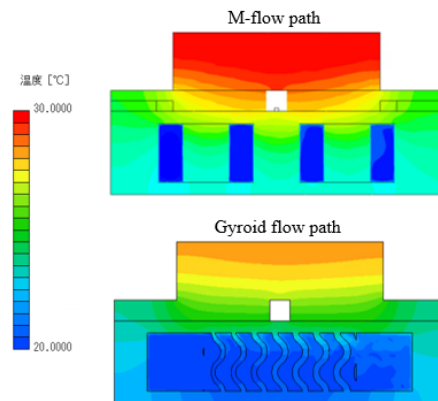 M-flow path
温度 [℃]
30.0000
Gyroid flow path
20.0000